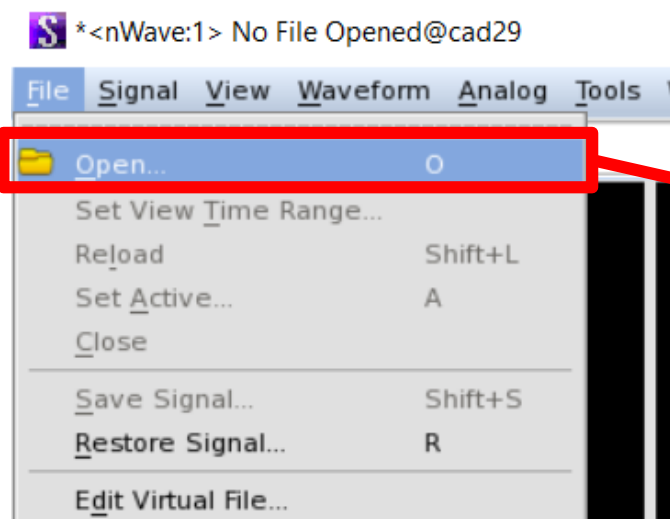 S *<nWave:1> No File Opened@cad29
File Signal View Waveform Analog Tools
Open... O
Set View Time Range...
Reload Shift+L
Set Active... A
Close
Save Signal... Shift+S
Restore Signal... R
Edit Virtual File...